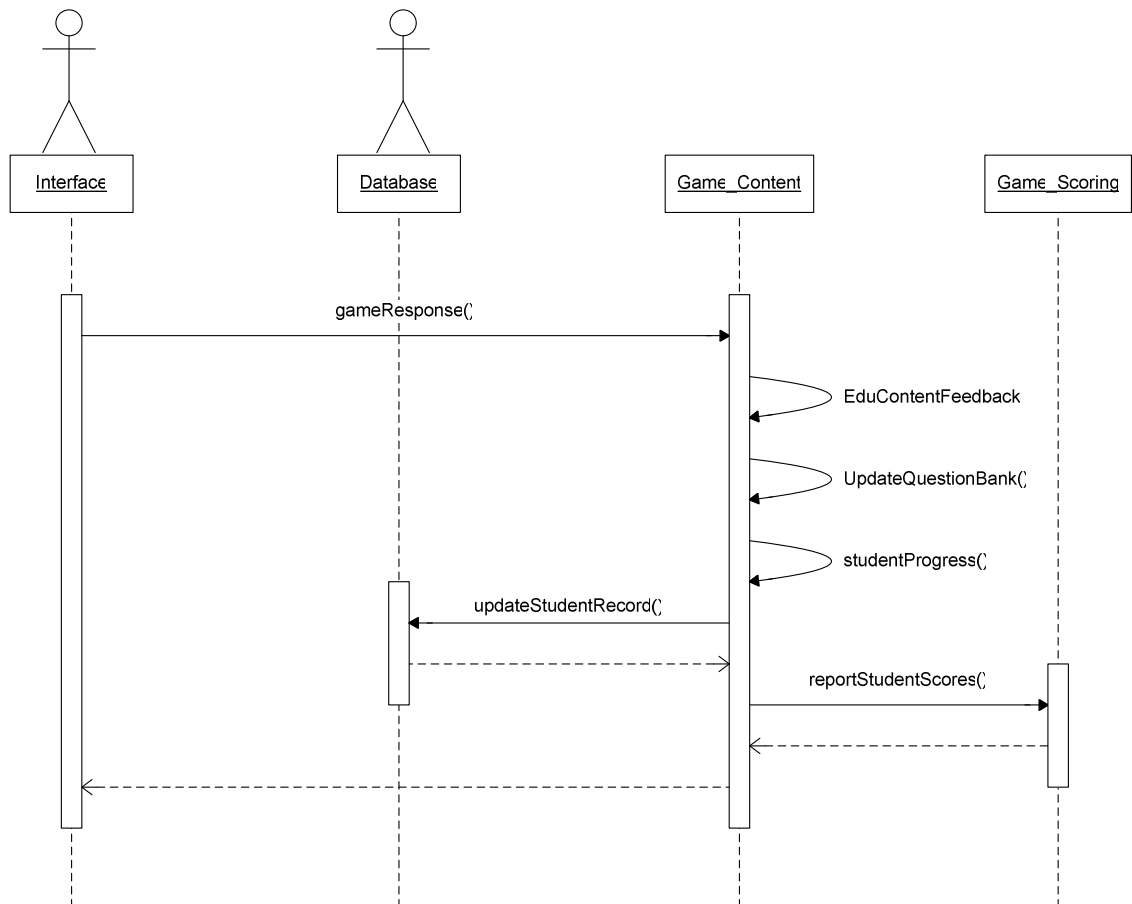 Interface
Database
Game_Content
Game_Scoring
gameResponse()
EduContentFeedback
UpdateQuestionBank()
studentProgress()
updateStudentRecord()
reportStudentScores()